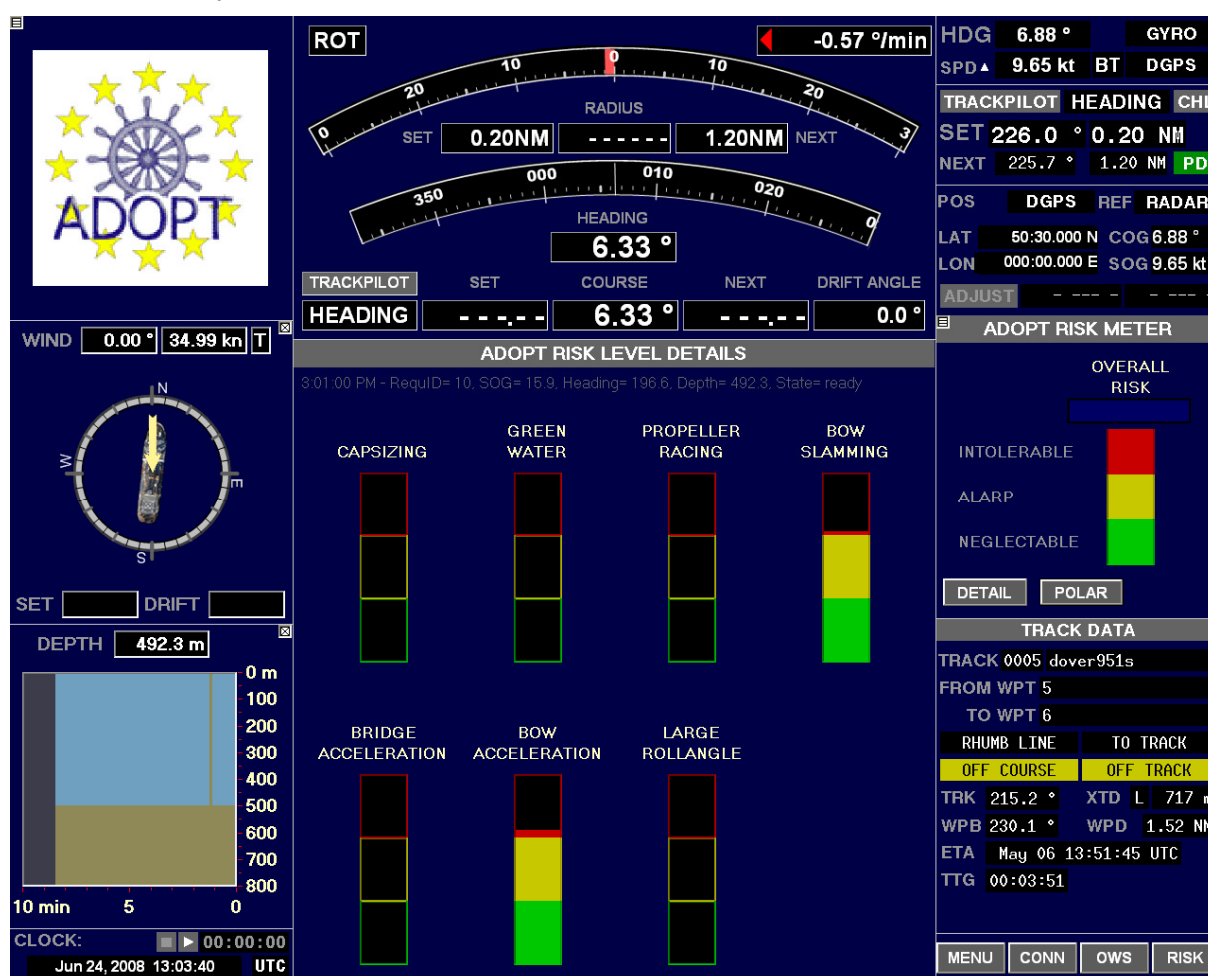 ADOPT
ROT
-0.57 °/min
20 10 0 10 20 3
0
RADIUS
SET 0.20NM - - - - - - 1.20NM NEXT
350 000 010 020 0
HEADING
6.33 °
TRACKPILOT SET COURSE NEXT DRIFT ANGLE
HEADING - - -.- - 6.33 ° - - -.- - 0.0 °
HDG 6.88 ° GYRO
SPD 9.65 kt BT DGPS
TRACKPILOT HEADING CHL
SET 226.0 ° 0.20 NM
NEXT 225.7 ° 1.20 NM PD
POS DGPS REF RADAR
LAT 50:30.000 N COG 6.88 °
LON 000:00.000 E SOG 9.65 kt
ADJUST - -- --- - - --- -
WIND 0.00 ° 34.99 kn T
N
W
E
S
SET DRIFT
DEPTH 492.3 m
0 m
100
200
300
400
500
600
700
800
10 min 5 0
CLOCK: 00:00:00
Jun 24, 2008 13:03:40 UTC
ADOPT RISK LEVEL DETAILS
3:01:00 PM - RequID= 10, SOG= 15.9, Heading= 196.6, Depth= 492.3, State= ready
CAPSIZING
GREEN
WATER
PROPELLER
RACING
BOW
SLAMMING
BRIDGE
ACCELERATION
BOW
ACCELERATION
LARGE
ROLLANGLE
ADOPT RISK METER
OVERALL
RISK
INTOLERABLE
ALARP
NEGLECTABLE
DETAIL POLAR
TRACK DATA
TRACK 0005 dover951s
FROM WPT 5
TO WPT 6
RHUMB LINE TO TRACK
OFF COURSE OFF TRACK
TRK 215.2 ° XTD L 717 m
WPB 230.1 ° WPD 1.52 NM
ETA May 06 13:51:45 UTC
TTG 00:03:51
MENU CONN OWS RISK